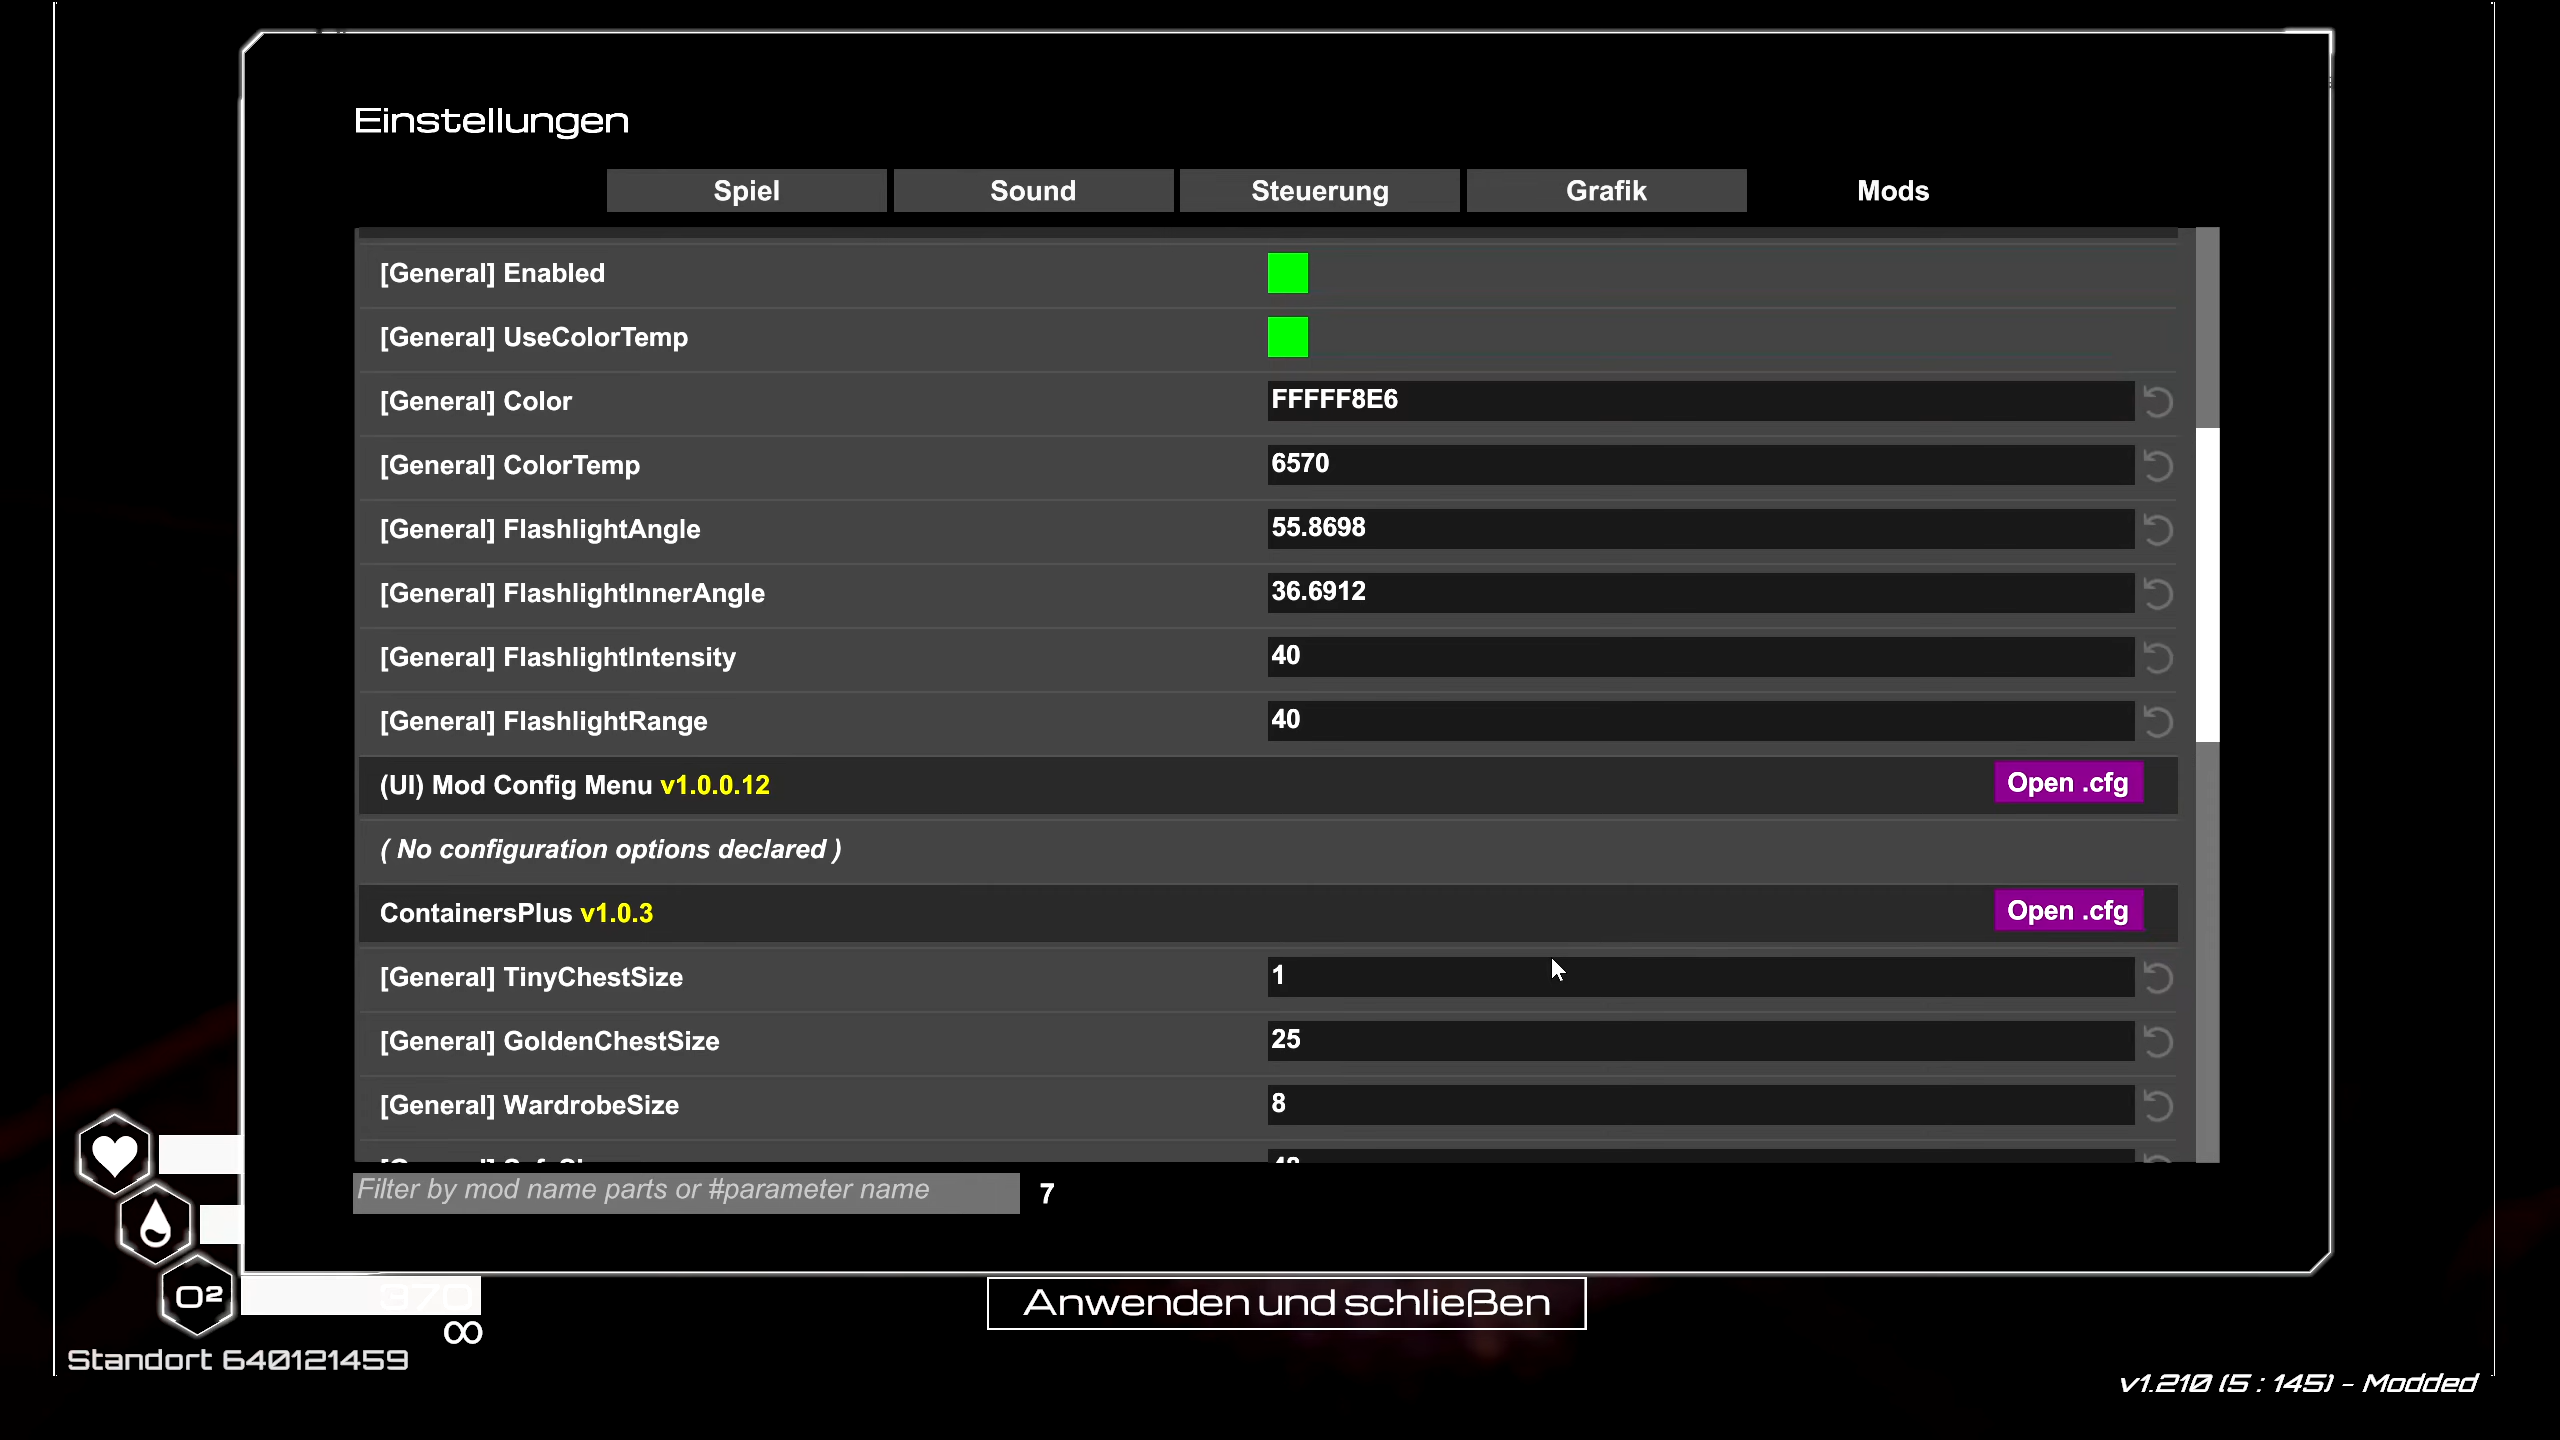 Einstellungen
Spiel Sound Steuerung Grafik Mods
[General] Enabled
[General] UseColorTemp
[General] Color FFFFF8E6
[General] ColorTemp 6570
[General] FlashlightAngle 55.8698
[General] FlashlightInnerAngle 36.6912
[General] FlashlightIntensity 40
[General] FlashlightRange 40
(UI) Mod Config Menu v1.0.0.12 Open .cfg
( No configuration options declared )
ContainersPlus v1.0.3 Open .cfg
[General] TinyChestSize 1
[General] GoldenChestSize 25
[General] WardrobeSize 8
Filter by mod name parts or #parameter name 7
O2
370
∞
Anwenden und schließen
Standort 640121459
v1.210 (5 : 145) - Modded